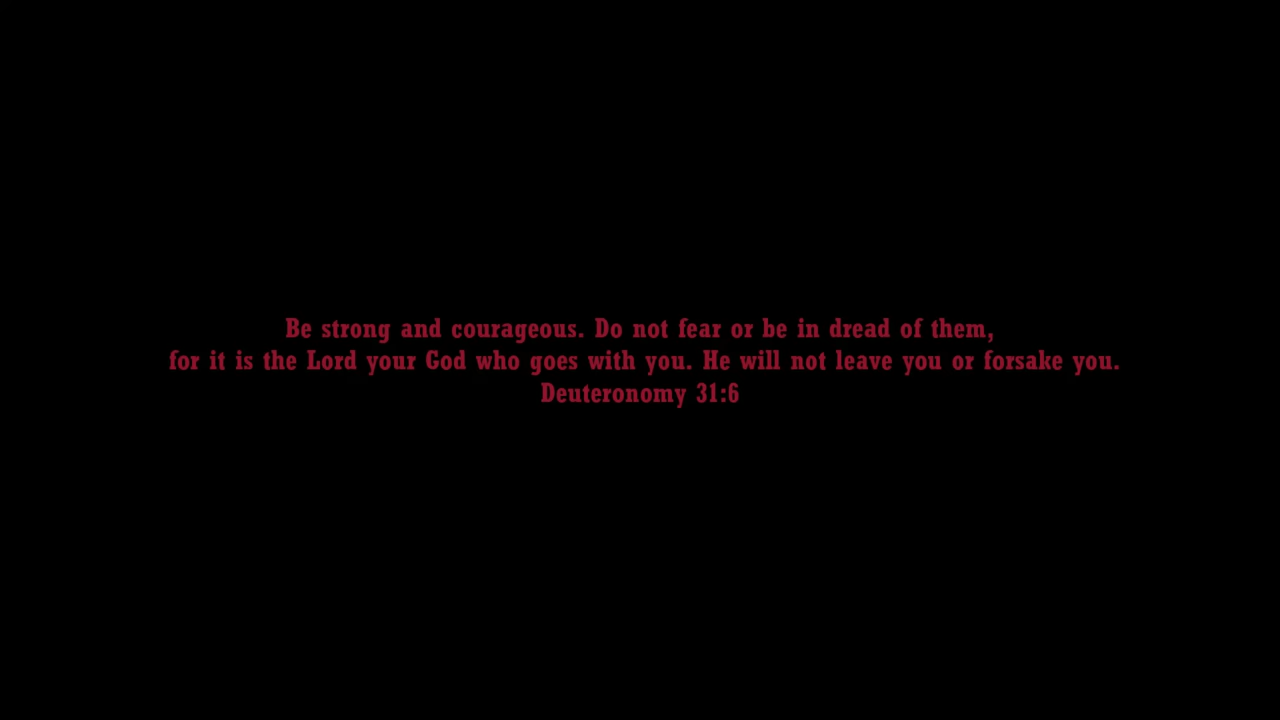 Be strong and courageous. Do not fear or be in dread of them,
for it is the Lord your God who goes with you. He will not leave you or forsake you.
Deuteronomy 31:6